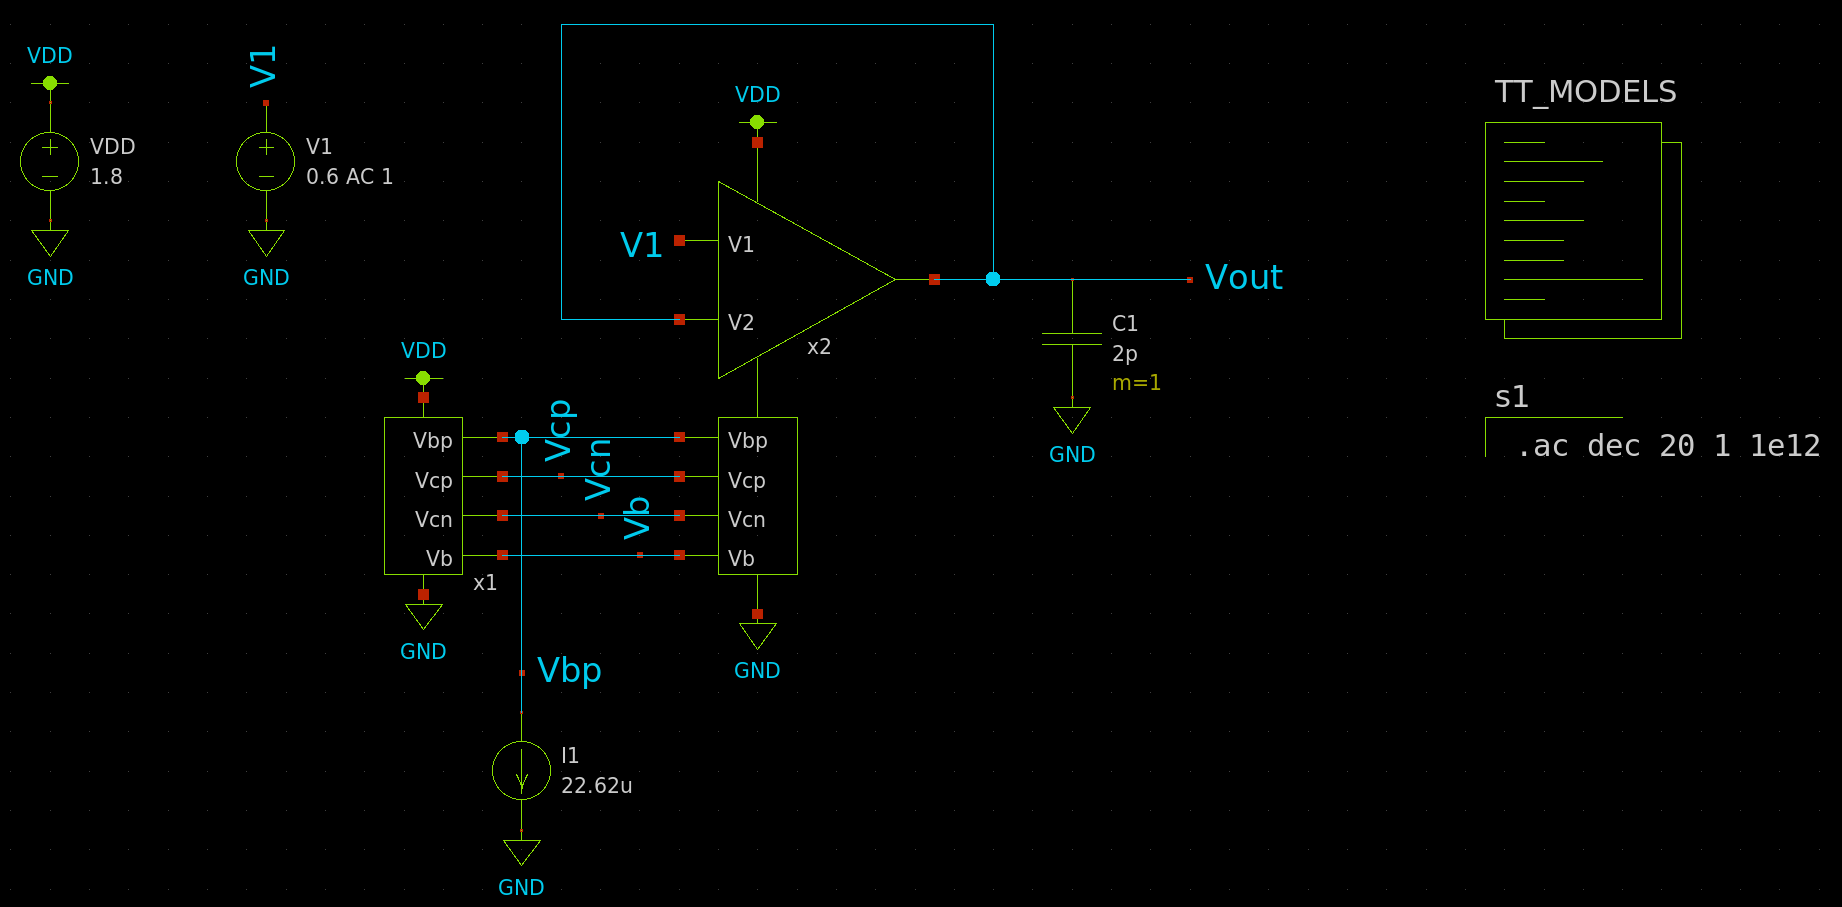 VDD
V1
VDD
1.8
V1
0.6 AC 1
GND
GND
VDD
V1
V1
V2
x2
Vout
C1
2p
m=1
GND
TT_MODELS
s1
.ac dec 20 1 1e12
VDD
Vbp
Vcp
Vcn
Vb
x1
GND
Vcp
Vcn
Vb
Vbp
Vcp
Vcn
Vb
GND
Vbp
I1
22.62u
GND